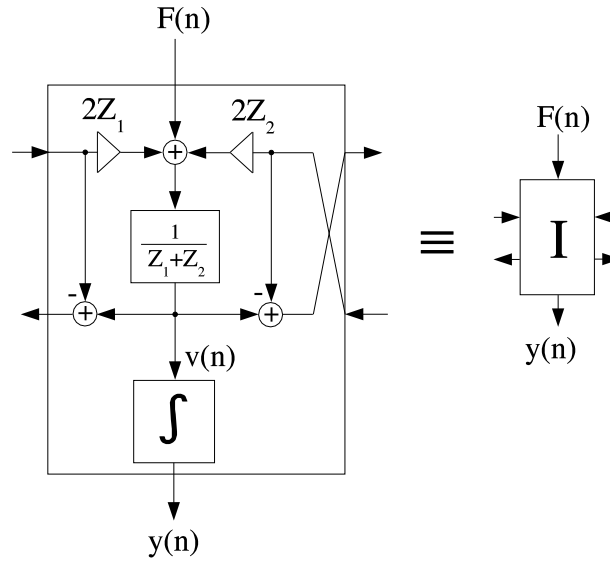 F(n)
2Z₁
2Z₂
+
1
Z₁+Z₂
-
+
-
+
v(n)
∫
y(n)
≡
F(n)
I
y(n)